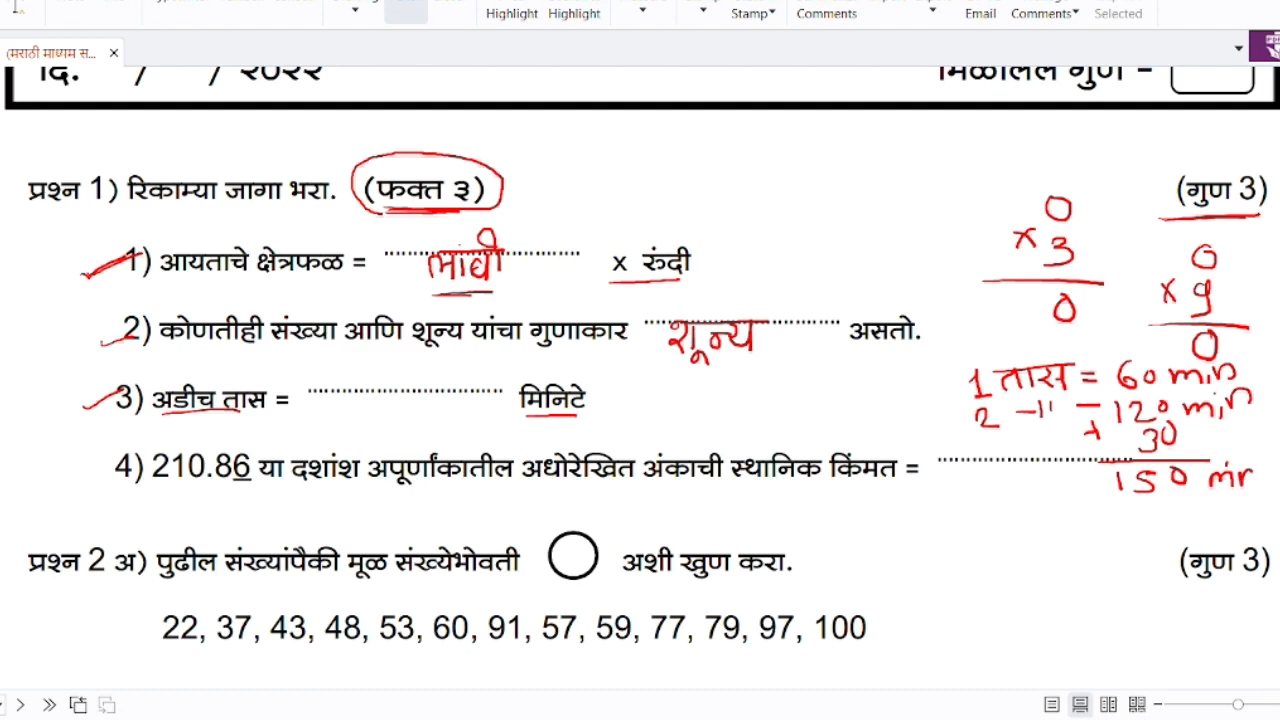 Highlight Highlight Stamp Comments Email Comments Selected
(मराठी माध्यम स...
दि. / / २०२२ मिळालेले गुण =
प्रश्न 1) रिकाम्या जागा भरा. (फक्त ३) (गुण 3)
1) आयताचे क्षेत्रफळ = लांबी x रुंदी
2) कोणतीही संख्या आणि शून्य यांचा गुणाकार शून्य असतो.
3) अडीच तास = मिनिटे
4) 210.86 या दशांश अपूर्णांकातील अधोरेखित अंकाची स्थानिक किंमत =
0
x 3
0
0
x 9
0
1 तास = 60 min
2 -11 - 120 min
+ 30
150 min
प्रश्न 2 अ) पुढील संख्यांपैकी मूळ संख्येभोवती अशी खुण करा. (गुण 3)
22, 37, 43, 48, 53, 60, 91, 57, 59, 77, 79, 97, 100